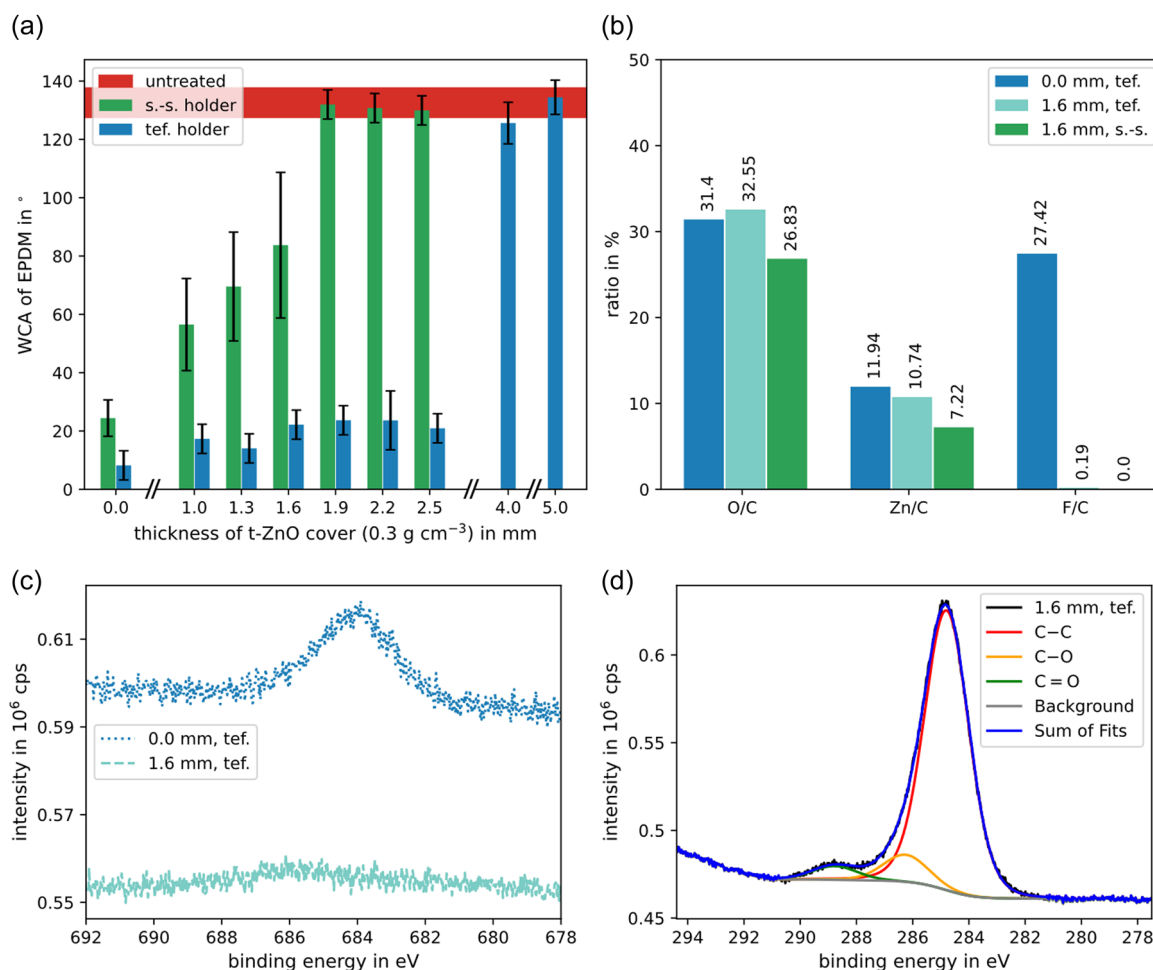 (a)
140
120
100
80
60
40
20
0
WCA of EPDM in °
untreated
s.-s. holder
tef. holder
0.0 1.0 1.3 1.6 1.9 2.2 2.5 4.0 5.0
thickness of t-ZnO cover (0.3 g cm⁻³) in mm
(b)
50
40
30
20
10
0
ratio in %
0.0 mm, tef.
1.6 mm, tef.
1.6 mm, s.-s.
31.4
32.55
26.83
11.94
10.74
7.22
27.42
0.19
0.0
O/C Zn/C F/C
(c)
0.61
0.59
0.57
0.55
intensity in 10⁶ cps
0.0 mm, tef.
1.6 mm, tef.
692 690 688 686 684 682 680 678
binding energy in eV
(d)
0.6
0.55
0.5
0.45
intensity in 10⁶ cps
1.6 mm, tef.
C−C
C−O
C=O
Background
Sum of Fits
294 292 290 288 286 284 282 280 278
binding energy in eV